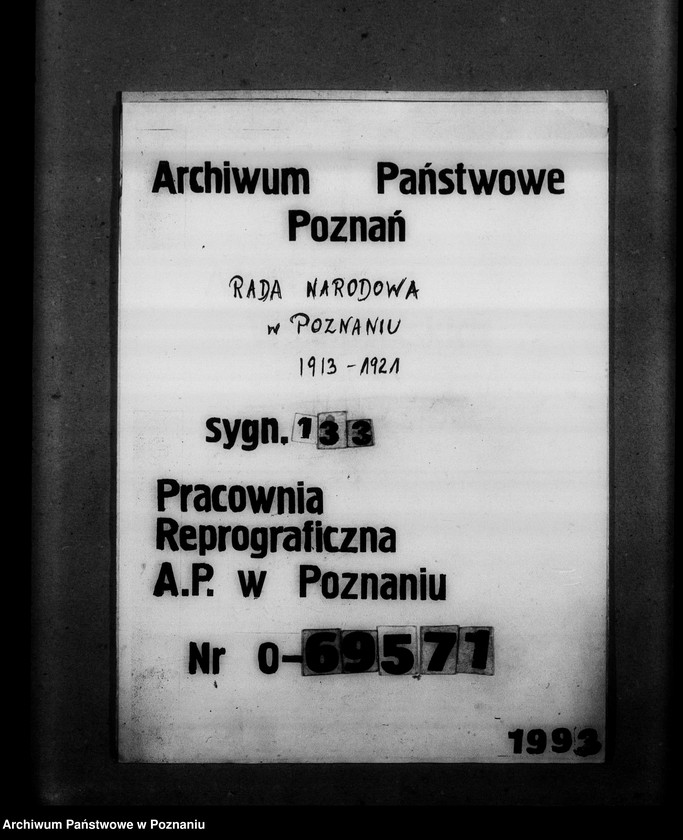 Archiwum Państwowe
Poznań
RADA NARODOWA
w POZNANIU
1913-1921
sygn. 133
Pracownia
Reprograficzna
A.P. w Poznaniu
Nr 0-69571
1993
Archiwum Państwowe w Poznaniu